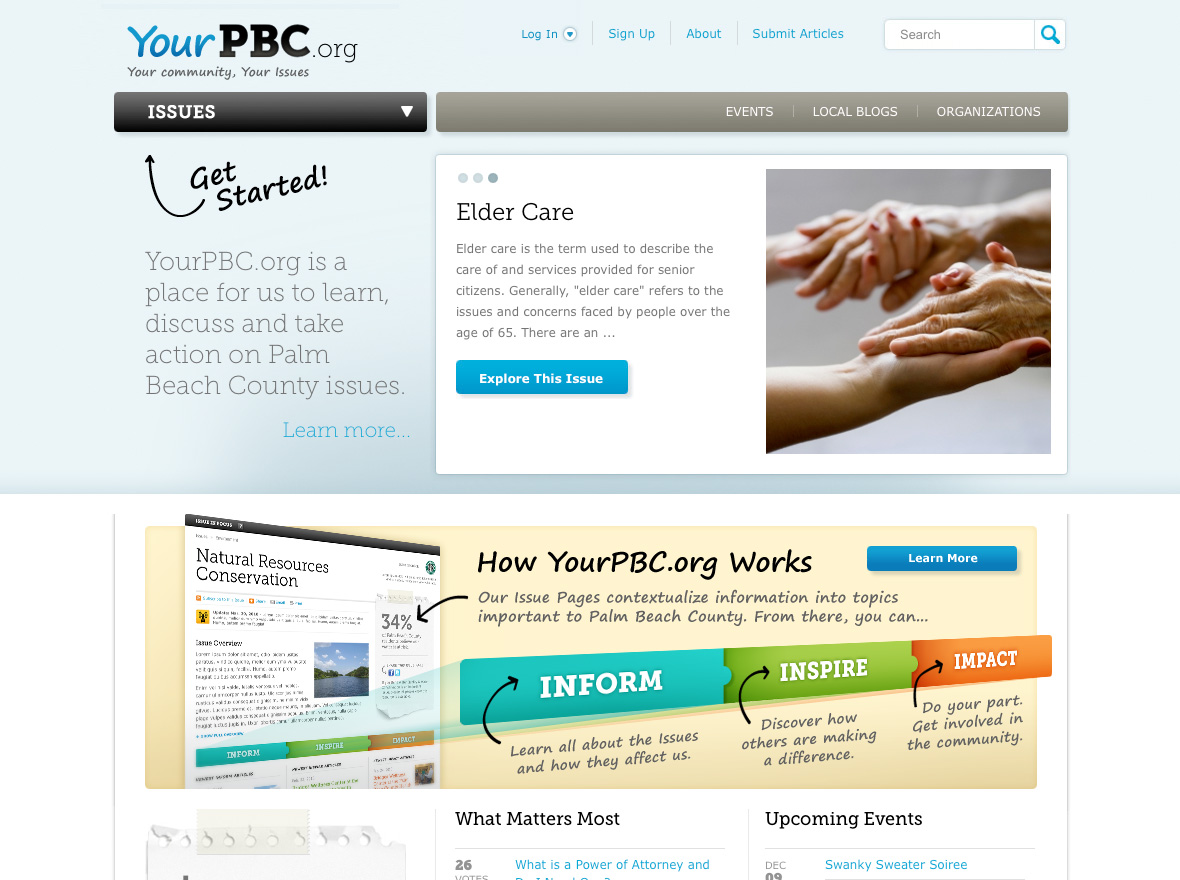 YourPBC.org
Your community, Your Issues
Log In
Sign Up
About
Submit Articles
Search
ISSUES
EVENTS
LOCAL BLOGS
ORGANIZATIONS
Get
Started!
YourPBC.org is a
place for us to learn,
discuss and take
action on Palm
Beach County issues.
Learn more...
Elder Care
Elder care is the term used to describe the
care of and services provided for senior
citizens. Generally, "elder care" refers to the
issues and concerns faced by people over the
age of 65. There are an ...
Explore This Issue
ISSUE IN FOCUS
Natural Resources
Conservation
34%
of Palm Beach County
Issue Overview
INFORM
INSPIRE
IMPACT
How YourPBC.org Works
Learn More
Our Issue Pages contextualize information into topics
important to Palm Beach County. From there, you can...
INFORM
INSPIRE
IMPACT
Learn all about the Issues
and how they affect us.
Discover how
others are making
a difference.
Do your part.
Get involved in
the community.
What Matters Most
26
VOTES
What is a Power of Attorney and
Upcoming Events
DEC
09
Swanky Sweater Soiree